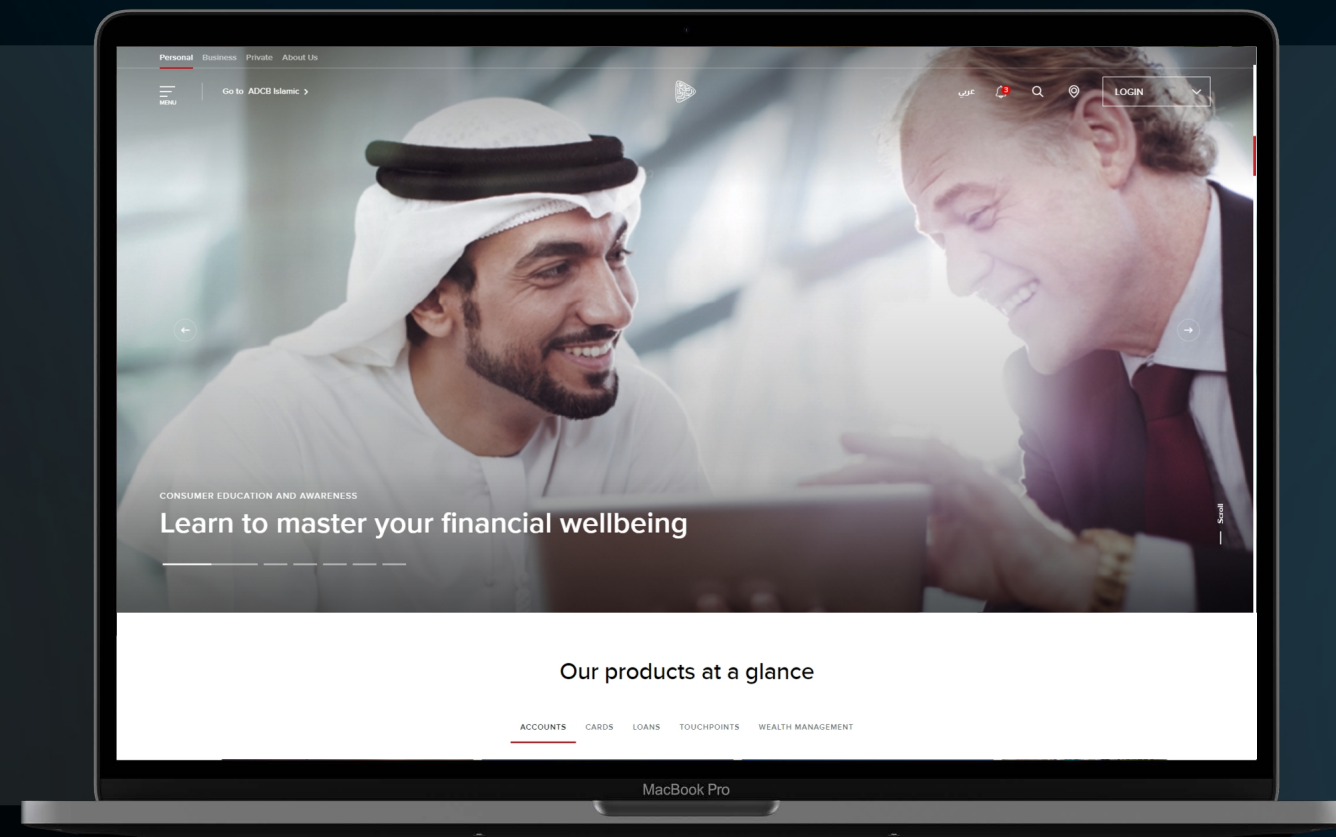 Personal Business Private About Us
MENU
Go to ADCB Islamic
عربي
3
LOGIN
CONSUMER EDUCATION AND AWARENESS
Learn to master your financial wellbeing
Scroll
Our products at a glance
ACCOUNTS CARDS LOANS TOUCHPOINTS WEALTH MANAGEMENT
MacBook Pro